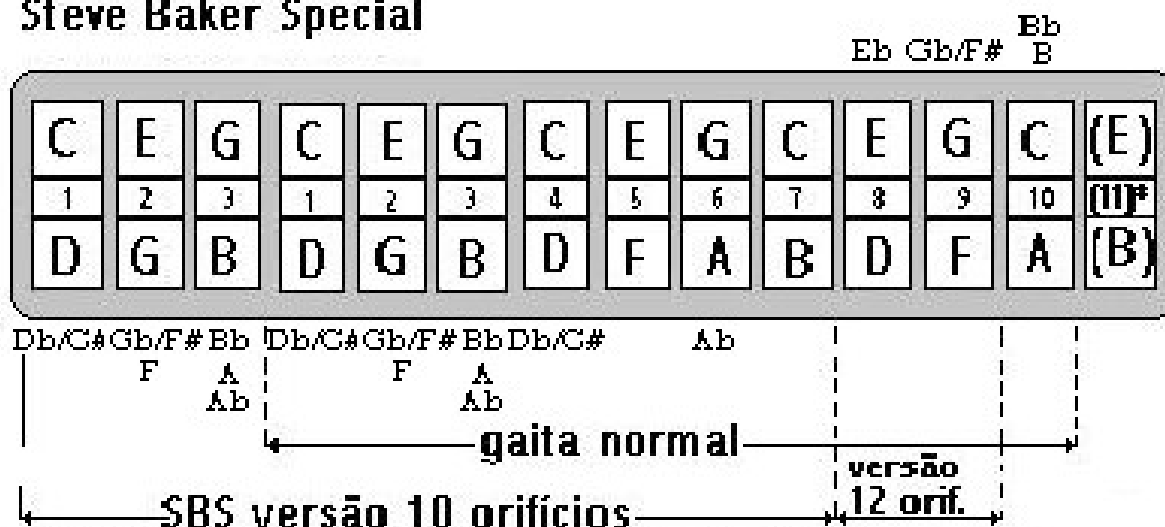 Steve Baker Special
Bb
Eb Gb/F# B
C E G C E G C E G C E G C (E)
1 2 3 1 2 3 4 5 6 7 8 9 10 (11)*
D G B D G B D F A B D F A (B)
Db/C# Gb/F# Bb Db/C# Gb/F# Bb Db/C# Ab
F A F A
Ab Ab
gaita normal
versão
SBS versão 10 orifícios 12 orif.